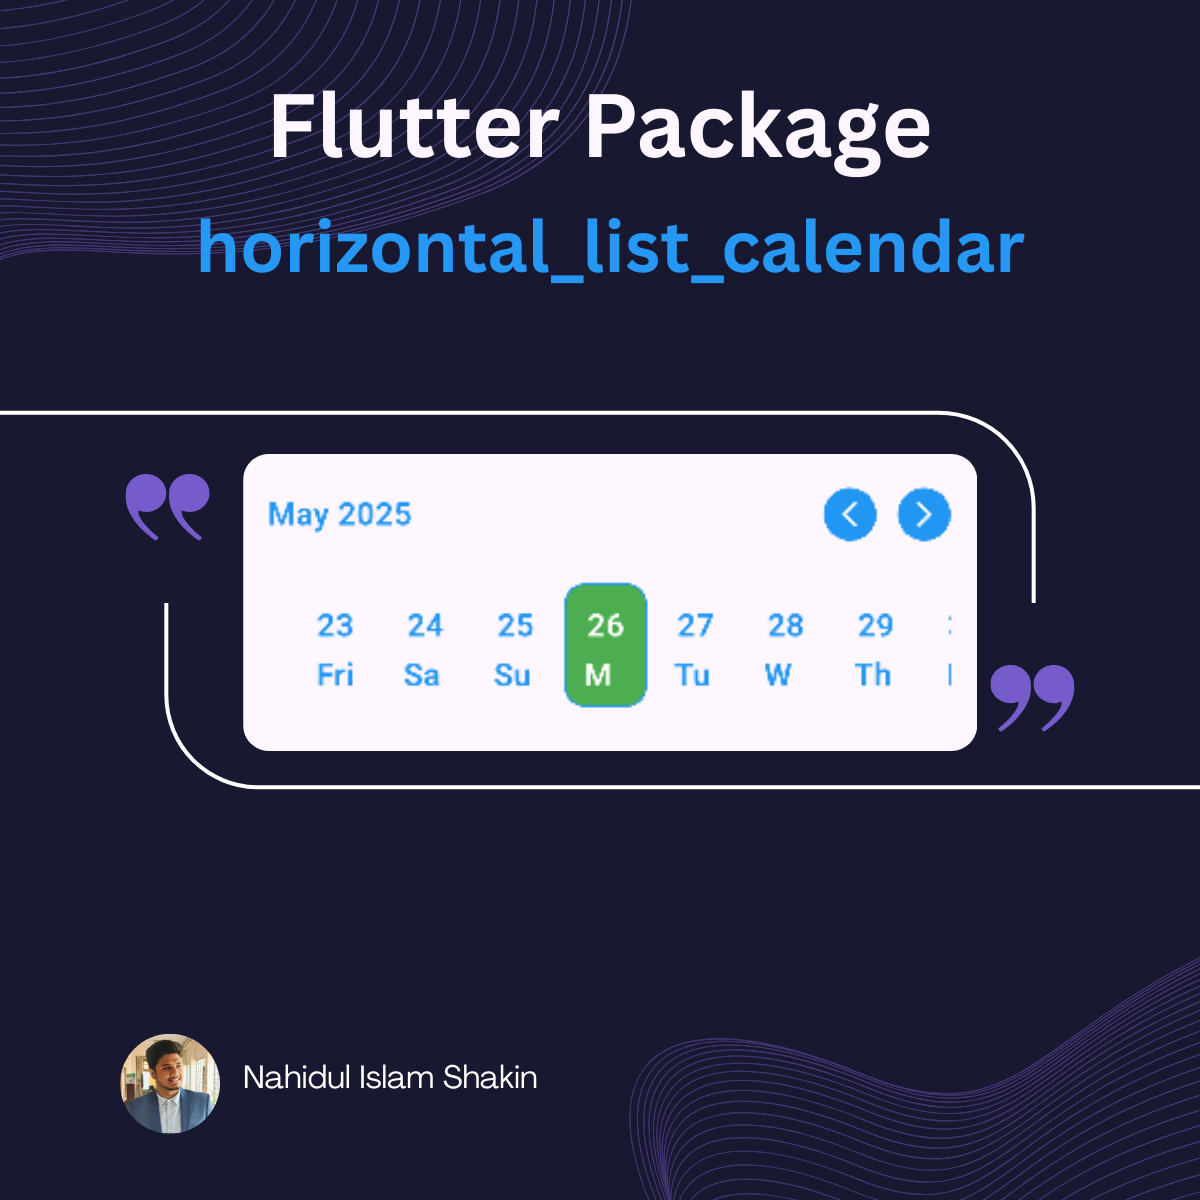 Flutter Package
horizontal_list_calendar
May 2025
23 24 25 26 27 28 29
Fri Sa Su M Tu W Th
Nahidul Islam Shakin